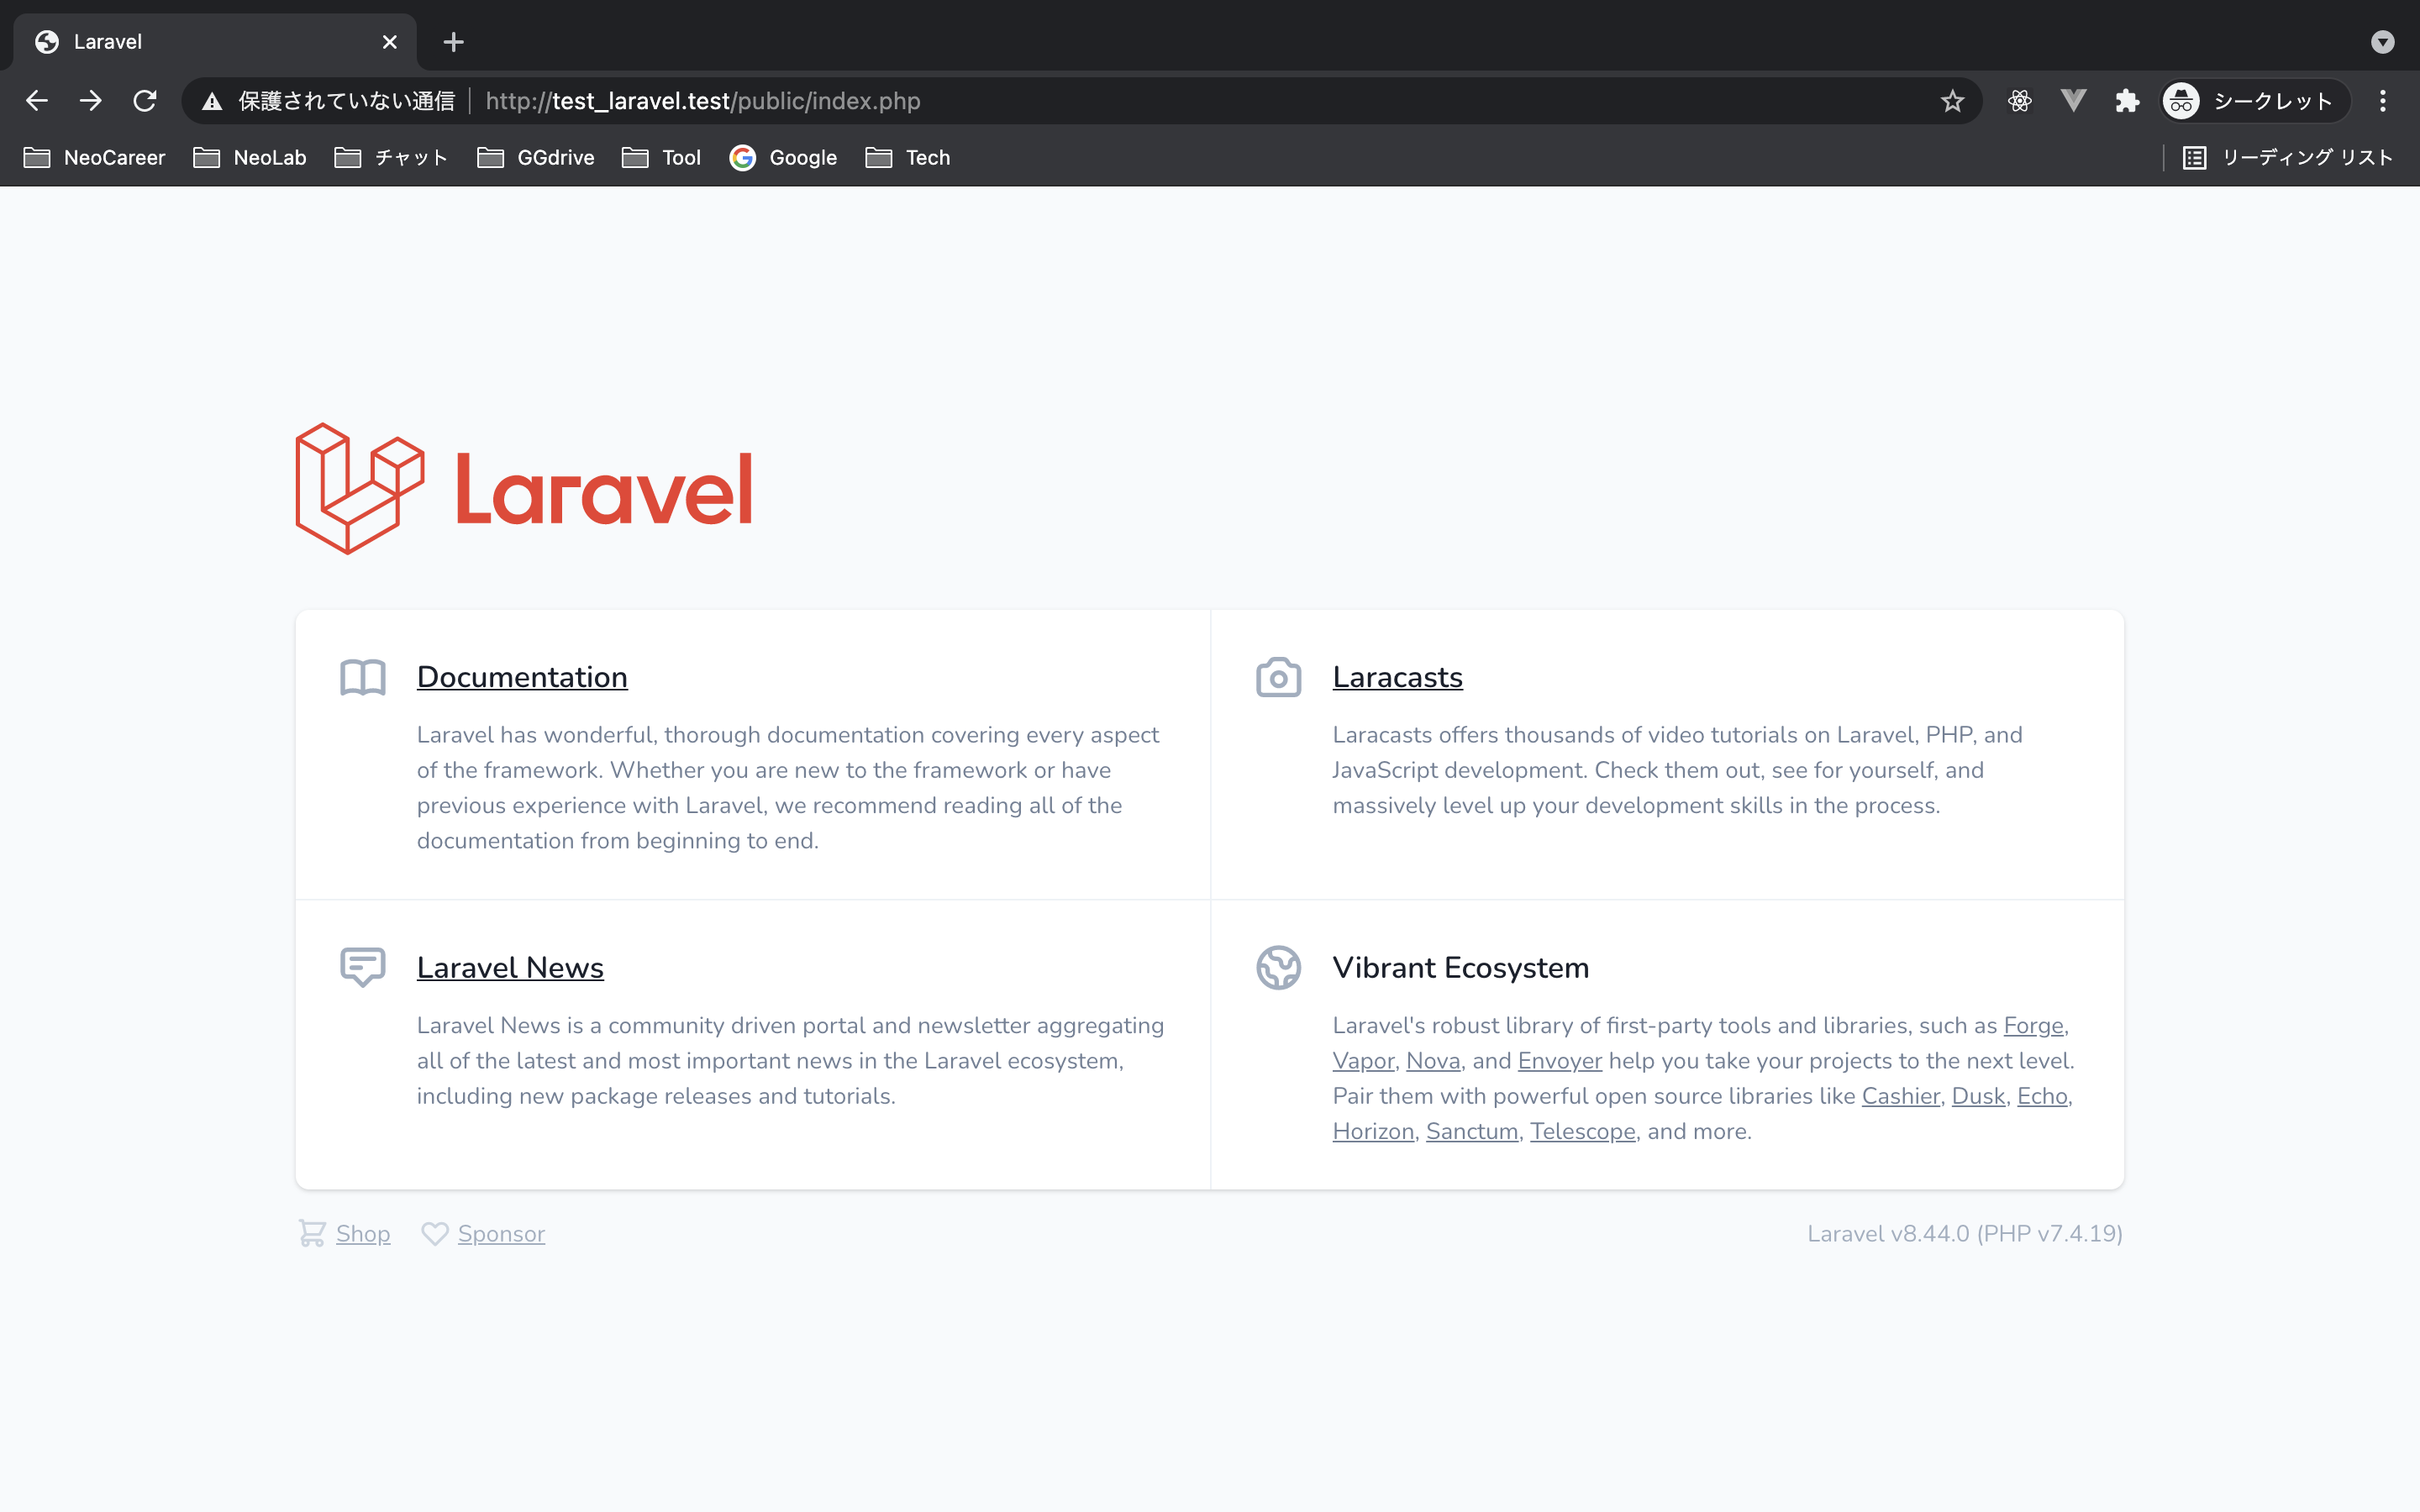 Laravel
保護されていない通信 http://test_laravel.test/public/index.php シークレット
NeoCareer NeoLab チャット GGdrive Tool Google Tech リーディング リスト
Laravel
Documentation
Laravel has wonderful, thorough documentation covering every aspect
of the framework. Whether you are new to the framework or have
previous experience with Laravel, we recommend reading all of the
documentation from beginning to end.
Laracasts
Laracasts offers thousands of video tutorials on Laravel, PHP, and
JavaScript development. Check them out, see for yourself, and
massively level up your development skills in the process.
Laravel News
Laravel News is a community driven portal and newsletter aggregating
all of the latest and most important news in the Laravel ecosystem,
including new package releases and tutorials.
Vibrant Ecosystem
Laravel's robust library of first-party tools and libraries, such as Forge,
Vapor, Nova, and Envoyer help you take your projects to the next level.
Pair them with powerful open source libraries like Cashier, Dusk, Echo,
Horizon, Sanctum, Telescope, and more.
Shop Sponsor Laravel v8.44.0 (PHP v7.4.19)